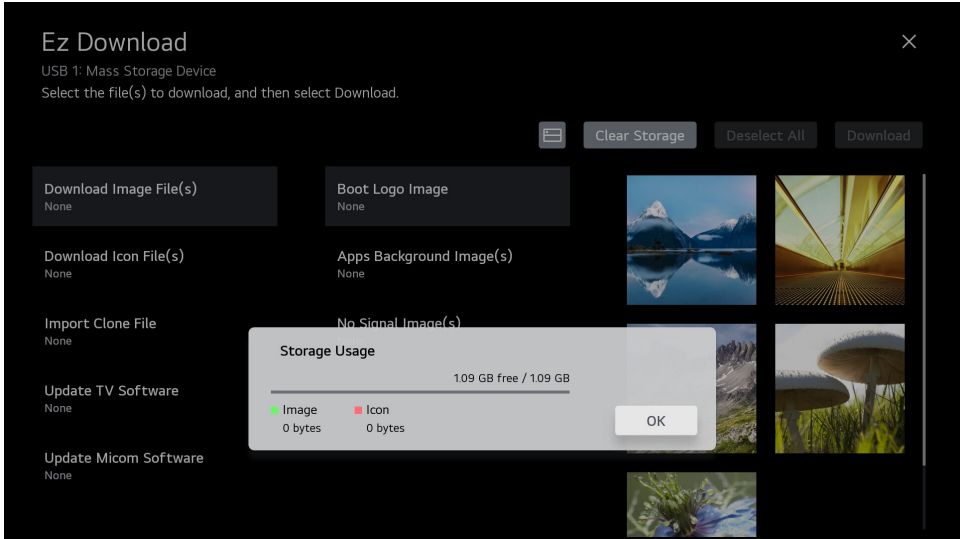 Ez Download
USB 1: Mass Storage Device
Select the file(s) to download, and then select Download.
Clear Storage
Deselect All
Download
Download Image File(s)
None
Download Icon File(s)
None
Import Clone File
None
Update TV Software
None
Update Micom Software
None
Boot Logo Image
None
Apps Background Image(s)
None
No Signal Image(s)
Storage Usage
1.09 GB free / 1.09 GB
Image
0 bytes
Icon
0 bytes
OK